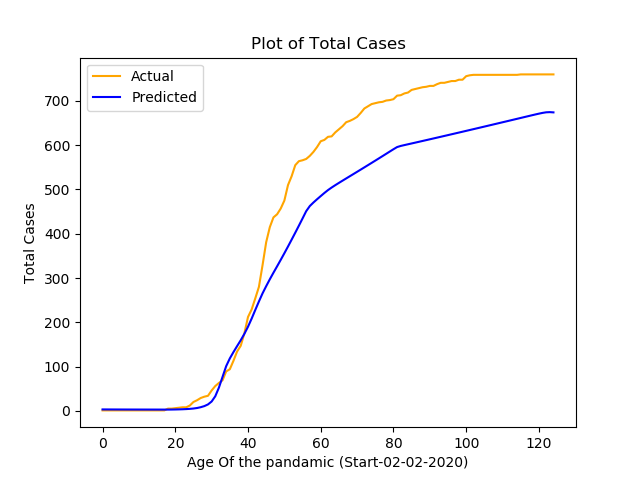 Plot of Total Cases
Actual
Predicted
700
600
500
400
300
200
100
0
Total Cases
0 20 40 60 80 100 120
Age Of the pandamic (Start-02-02-2020)